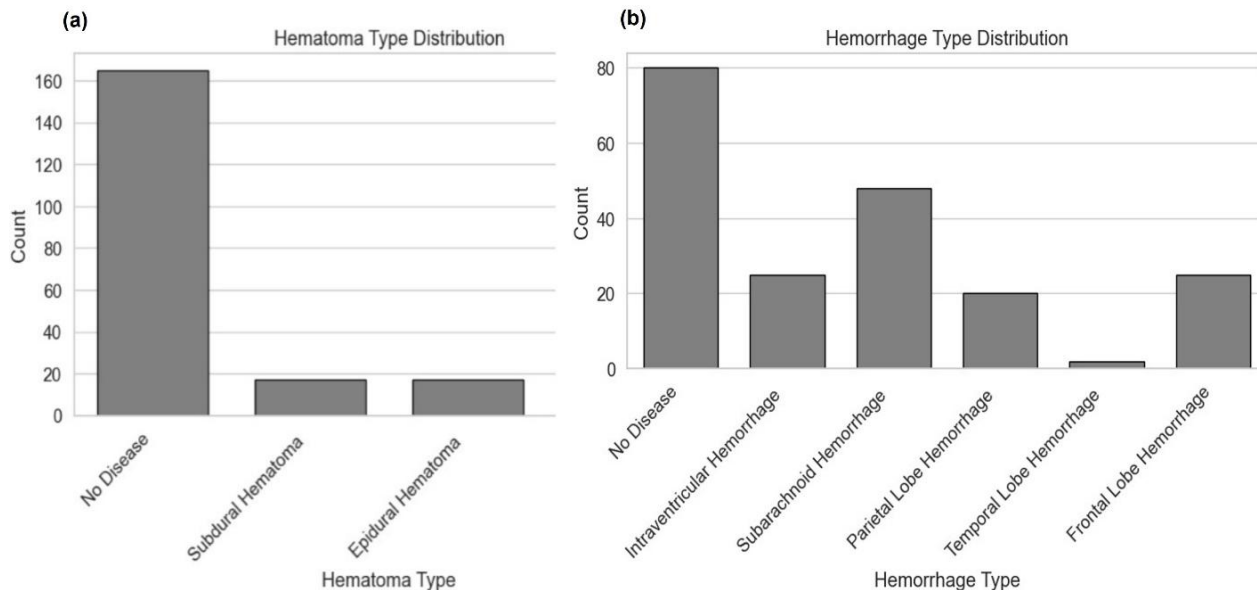 (a)
Hematoma Type Distribution
Count
160
140
120
100
80
60
40
20
0
No Disease
Subdural Hematoma
Epidural Hematoma
Hematoma Type
(b)
Hemorrhage Type Distribution
Count
80
60
40
20
0
No Disease
Intraventricular Hemorrhage
Subarachnoid Hemorrhage
Parietal Lobe Hemorrhage
Temporal Lobe Hemorrhage
Frontal Lobe Hemorrhage
Hemorrhage Type